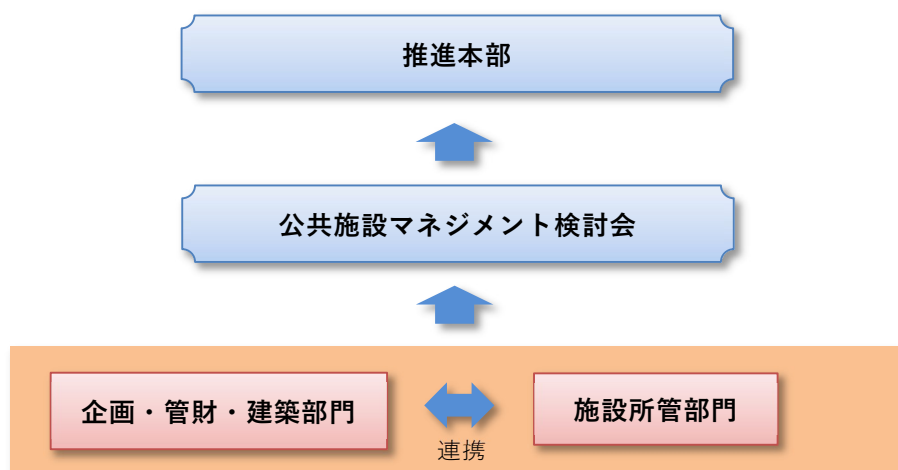 推進本部
公共施設マネジメント検討会
企画・管財・建築部門
施設所管部門
連携